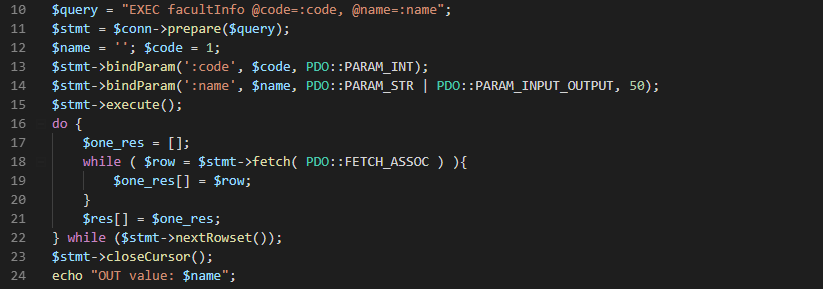 10 $query = "EXEC facultInfo @code=:code, @name=:name";
11 $stmt = $conn->prepare($query);
12 $name = ''; $code = 1;
13 $stmt->bindParam(':code', $code, PDO::PARAM_INT);
14 $stmt->bindParam(':name', $name, PDO::PARAM_STR | PDO::PARAM_INPUT_OUTPUT, 50);
15 $stmt->execute();
16 do {
17     $one_res = [];
18     while ( $row = $stmt->fetch( PDO::FETCH_ASSOC ) ){
19         $one_res[] = $row;
20     }
21     $res[] = $one_res;
22 } while ($stmt->nextRowset());
23 $stmt->closeCursor();
24 echo "OUT value: $name";